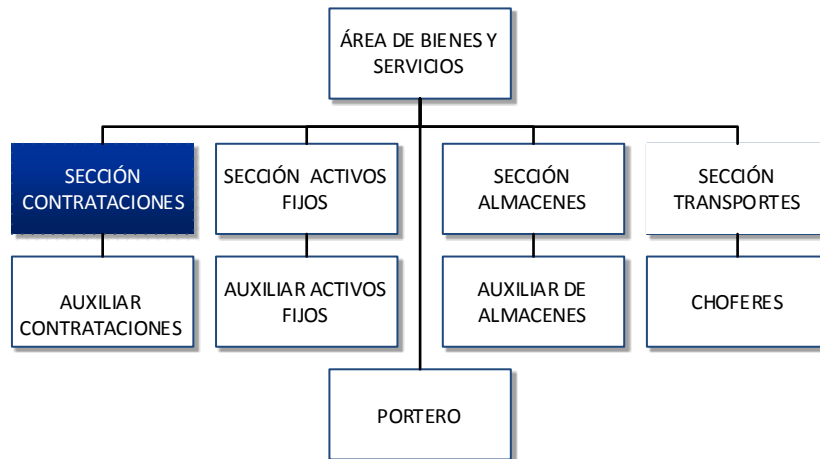 ÁREA DE BIENES Y
SERVICIOS
SECCIÓN
CONTRATACIONES
SECCIÓN ACTIVOS
FIJOS
SECCIÓN
ALMACENES
SECCIÓN
TRANSPORTES
AUXILIAR
CONTRATACIONES
AUXILIAR ACTIVOS
FIJOS
AUXILIAR DE
ALMACENES
CHOFERES
PORTERO